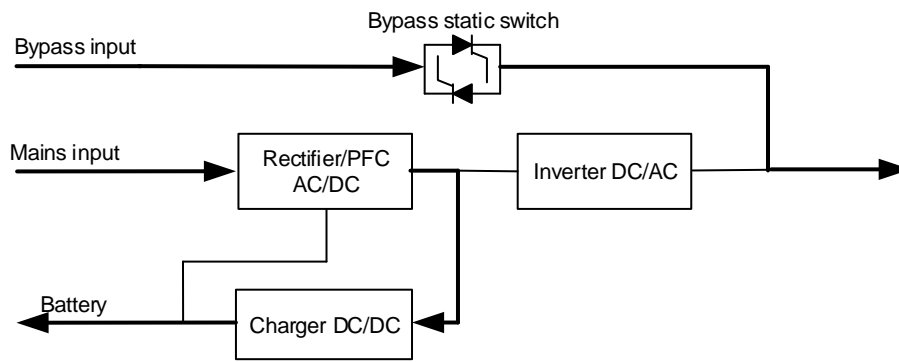 Bypass static switch
Bypass input
Mains input
Rectifier/PFC
AC/DC
Inverter DC/AC
Battery
Charger DC/DC